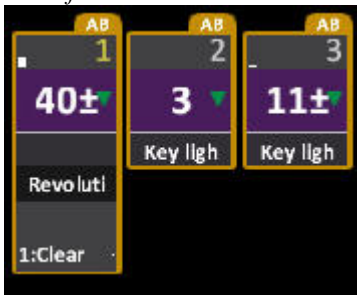 AB AB AB
1 2 3
40± 3 11±
Key ligh Key ligh
Revoluti
1:Clear